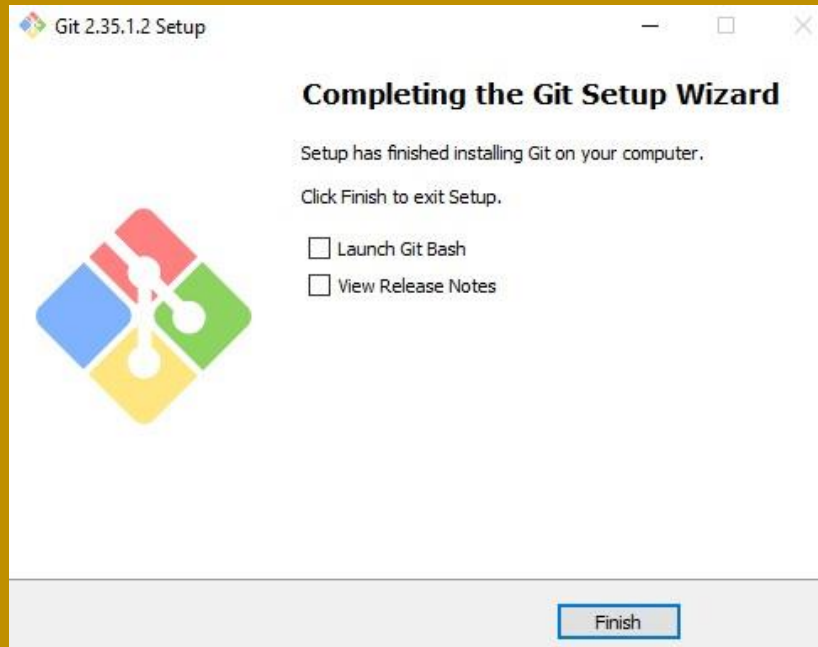 Git 2.35.1.2 Setup
Completing the Git Setup Wizard
Setup has finished installing Git on your computer.
Click Finish to exit Setup.
Launch Git Bash
View Release Notes
Finish